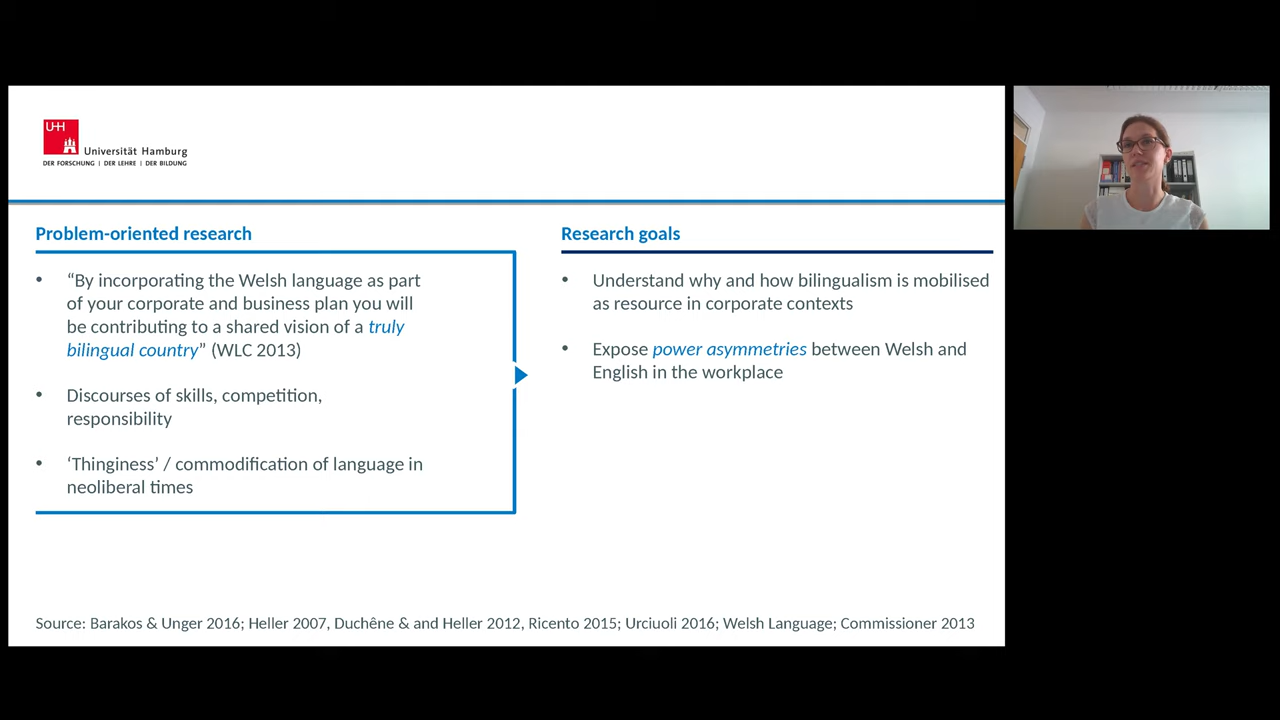 UHH
Universität Hamburg
DER FORSCHUNG | DER LEHRE | DER BILDUNG
Problem-oriented research
• “By incorporating the Welsh language as part
of your corporate and business plan you will
be contributing to a shared vision of a truly
bilingual country” (WLC 2013)
• Discourses of skills, competition,
responsibility
• ‘Thinginess’ / commodification of language in
neoliberal times
Research goals
• Understand why and how bilingualism is mobilised
as resource in corporate contexts
• Expose power asymmetries between Welsh and
English in the workplace
Source: Barakos & Unger 2016; Heller 2007, Duchêne & and Heller 2012, Ricento 2015; Urciuoli 2016; Welsh Language; Commissioner 2013